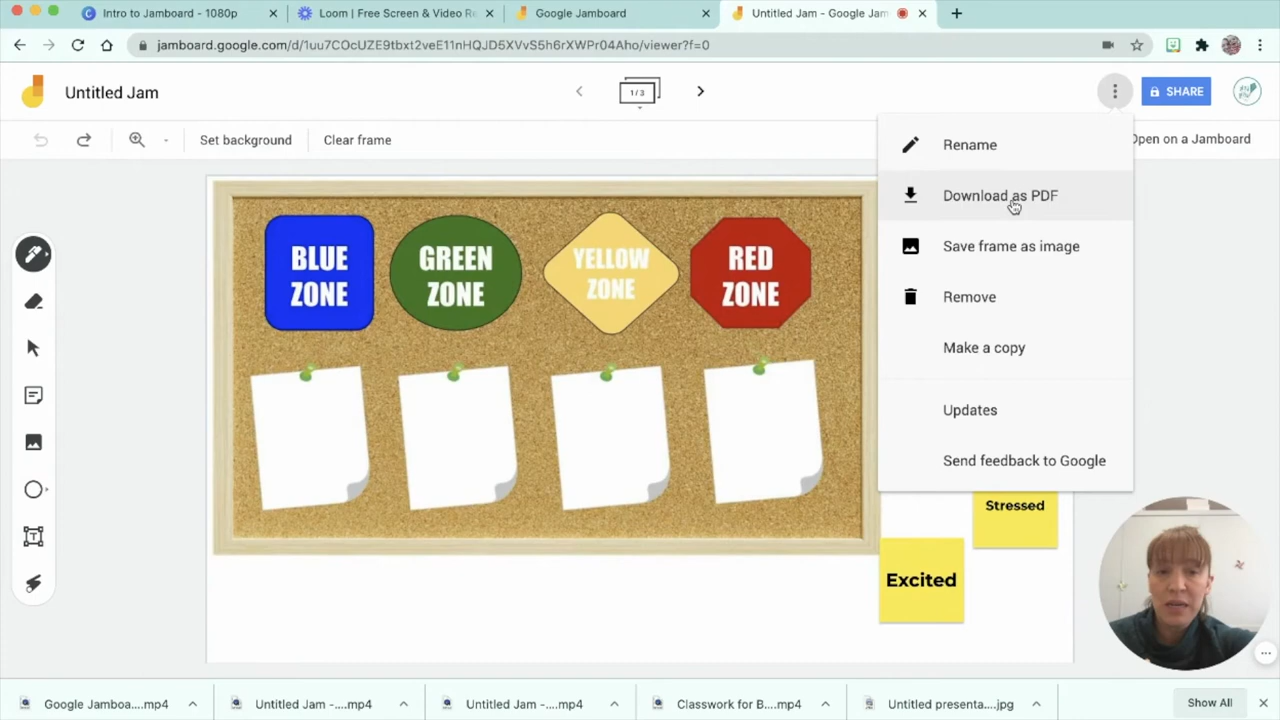 Intro to Jamboard - 1080p
Loom | Free Screen & Video Re
Google Jamboard
Untitled Jam - Google Jam
jamboard.google.com/d/1uu7COcUZE9tbxt2veE11nHQJD5XVvS5h6rXWPr04Aho/viewer?f=0
Untitled Jam
1/3
SHARE
Set background
Clear frame
Open on a Jamboard
Rename
Download as PDF
Save frame as image
Remove
Make a copy
Updates
Send feedback to Google
BLUE
ZONE
GREEN
ZONE
YELLOW
ZONE
RED
ZONE
Stressed
Excited
Google Jamboa....mp4
Untitled Jam -....mp4
Untitled Jam -....mp4
Classwork for B....mp4
Untitled presenta....jpg
Show All